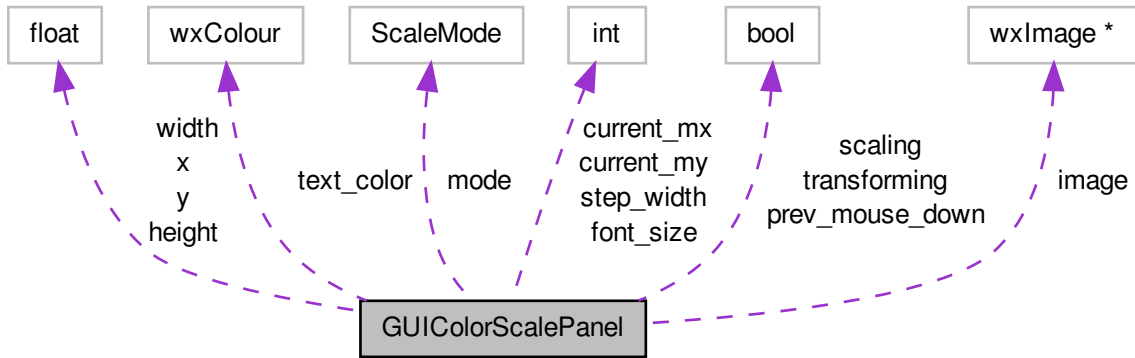 float
wxColour
ScaleMode
int
bool
wxImage *
width
x
y
height
text_color
mode
current_mx
current_my
step_width
font_size
scaling
transforming
prev_mouse_down
image
GUIColorScalePanel